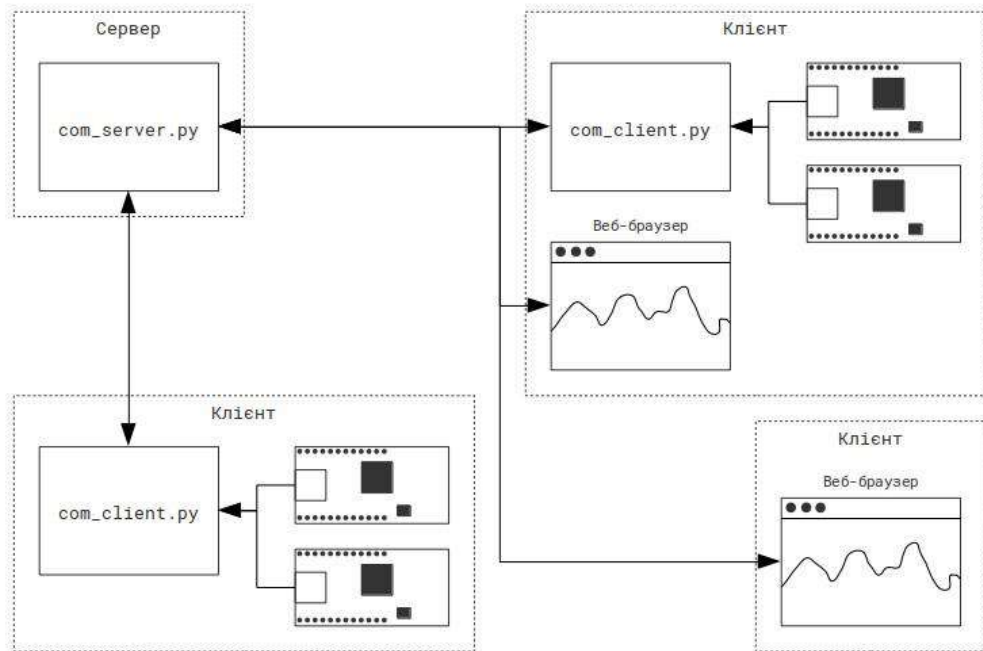 Сервер
com_server.py
Клієнт
com_client.py
Веб-браузер
Клієнт
com_client.py
Клієнт
Веб-браузер